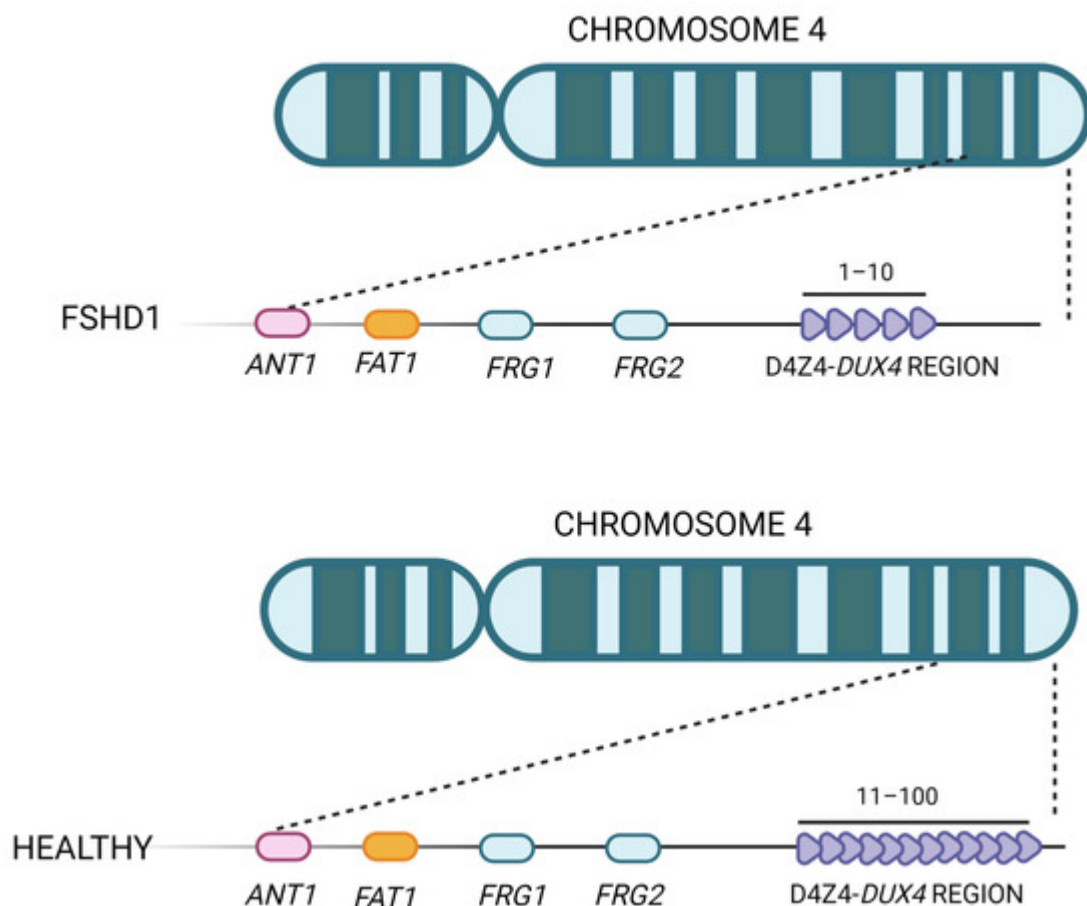 CHROMOSOME 4
1–10
FSHD1
ANT1 FAT1 FRG1 FRG2 D4Z4-DUX4 REGION
CHROMOSOME 4
11–100
HEALTHY
ANT1 FAT1 FRG1 FRG2 D4Z4-DUX4 REGION